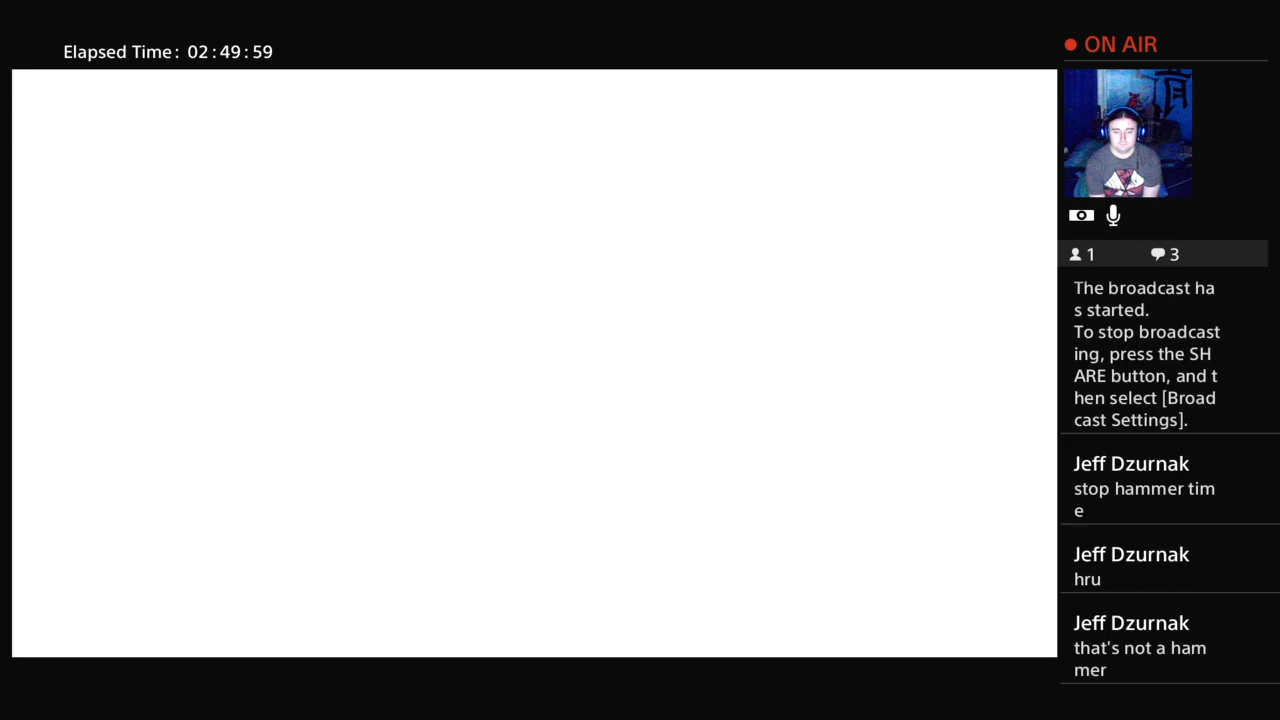 Elapsed Time: 02:49:59
ON AIR
1 3
The broadcast ha
s started.
To stop broadcast
ing, press the SH
ARE button, and t
hen select [Broad
cast Settings].
Jeff Dzurnak
stop hammer tim
e
Jeff Dzurnak
hru
Jeff Dzurnak
that's not a ham
mer